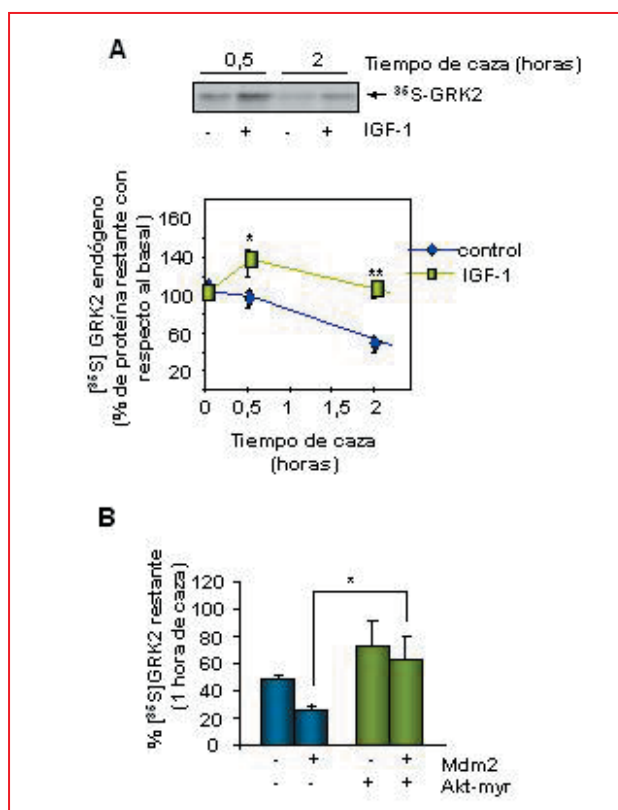 A
0,5 2 Tiempo de caza (horas)
³⁵S-GRK2
- + - + IGF-1
[³⁵S] GRK2 endógeno
(% de proteína restante con
respecto al basal)
160
140
100
60
20
* **
control
IGF-1
0 0,5 1 1,5 2
Tiempo de caza
(horas)
B
% [³⁵S]GRK2 restante
(1 hora de caza)
120
100
80
60
40
20
0
*
- + - + Mdm2
- - + + Akt-myr